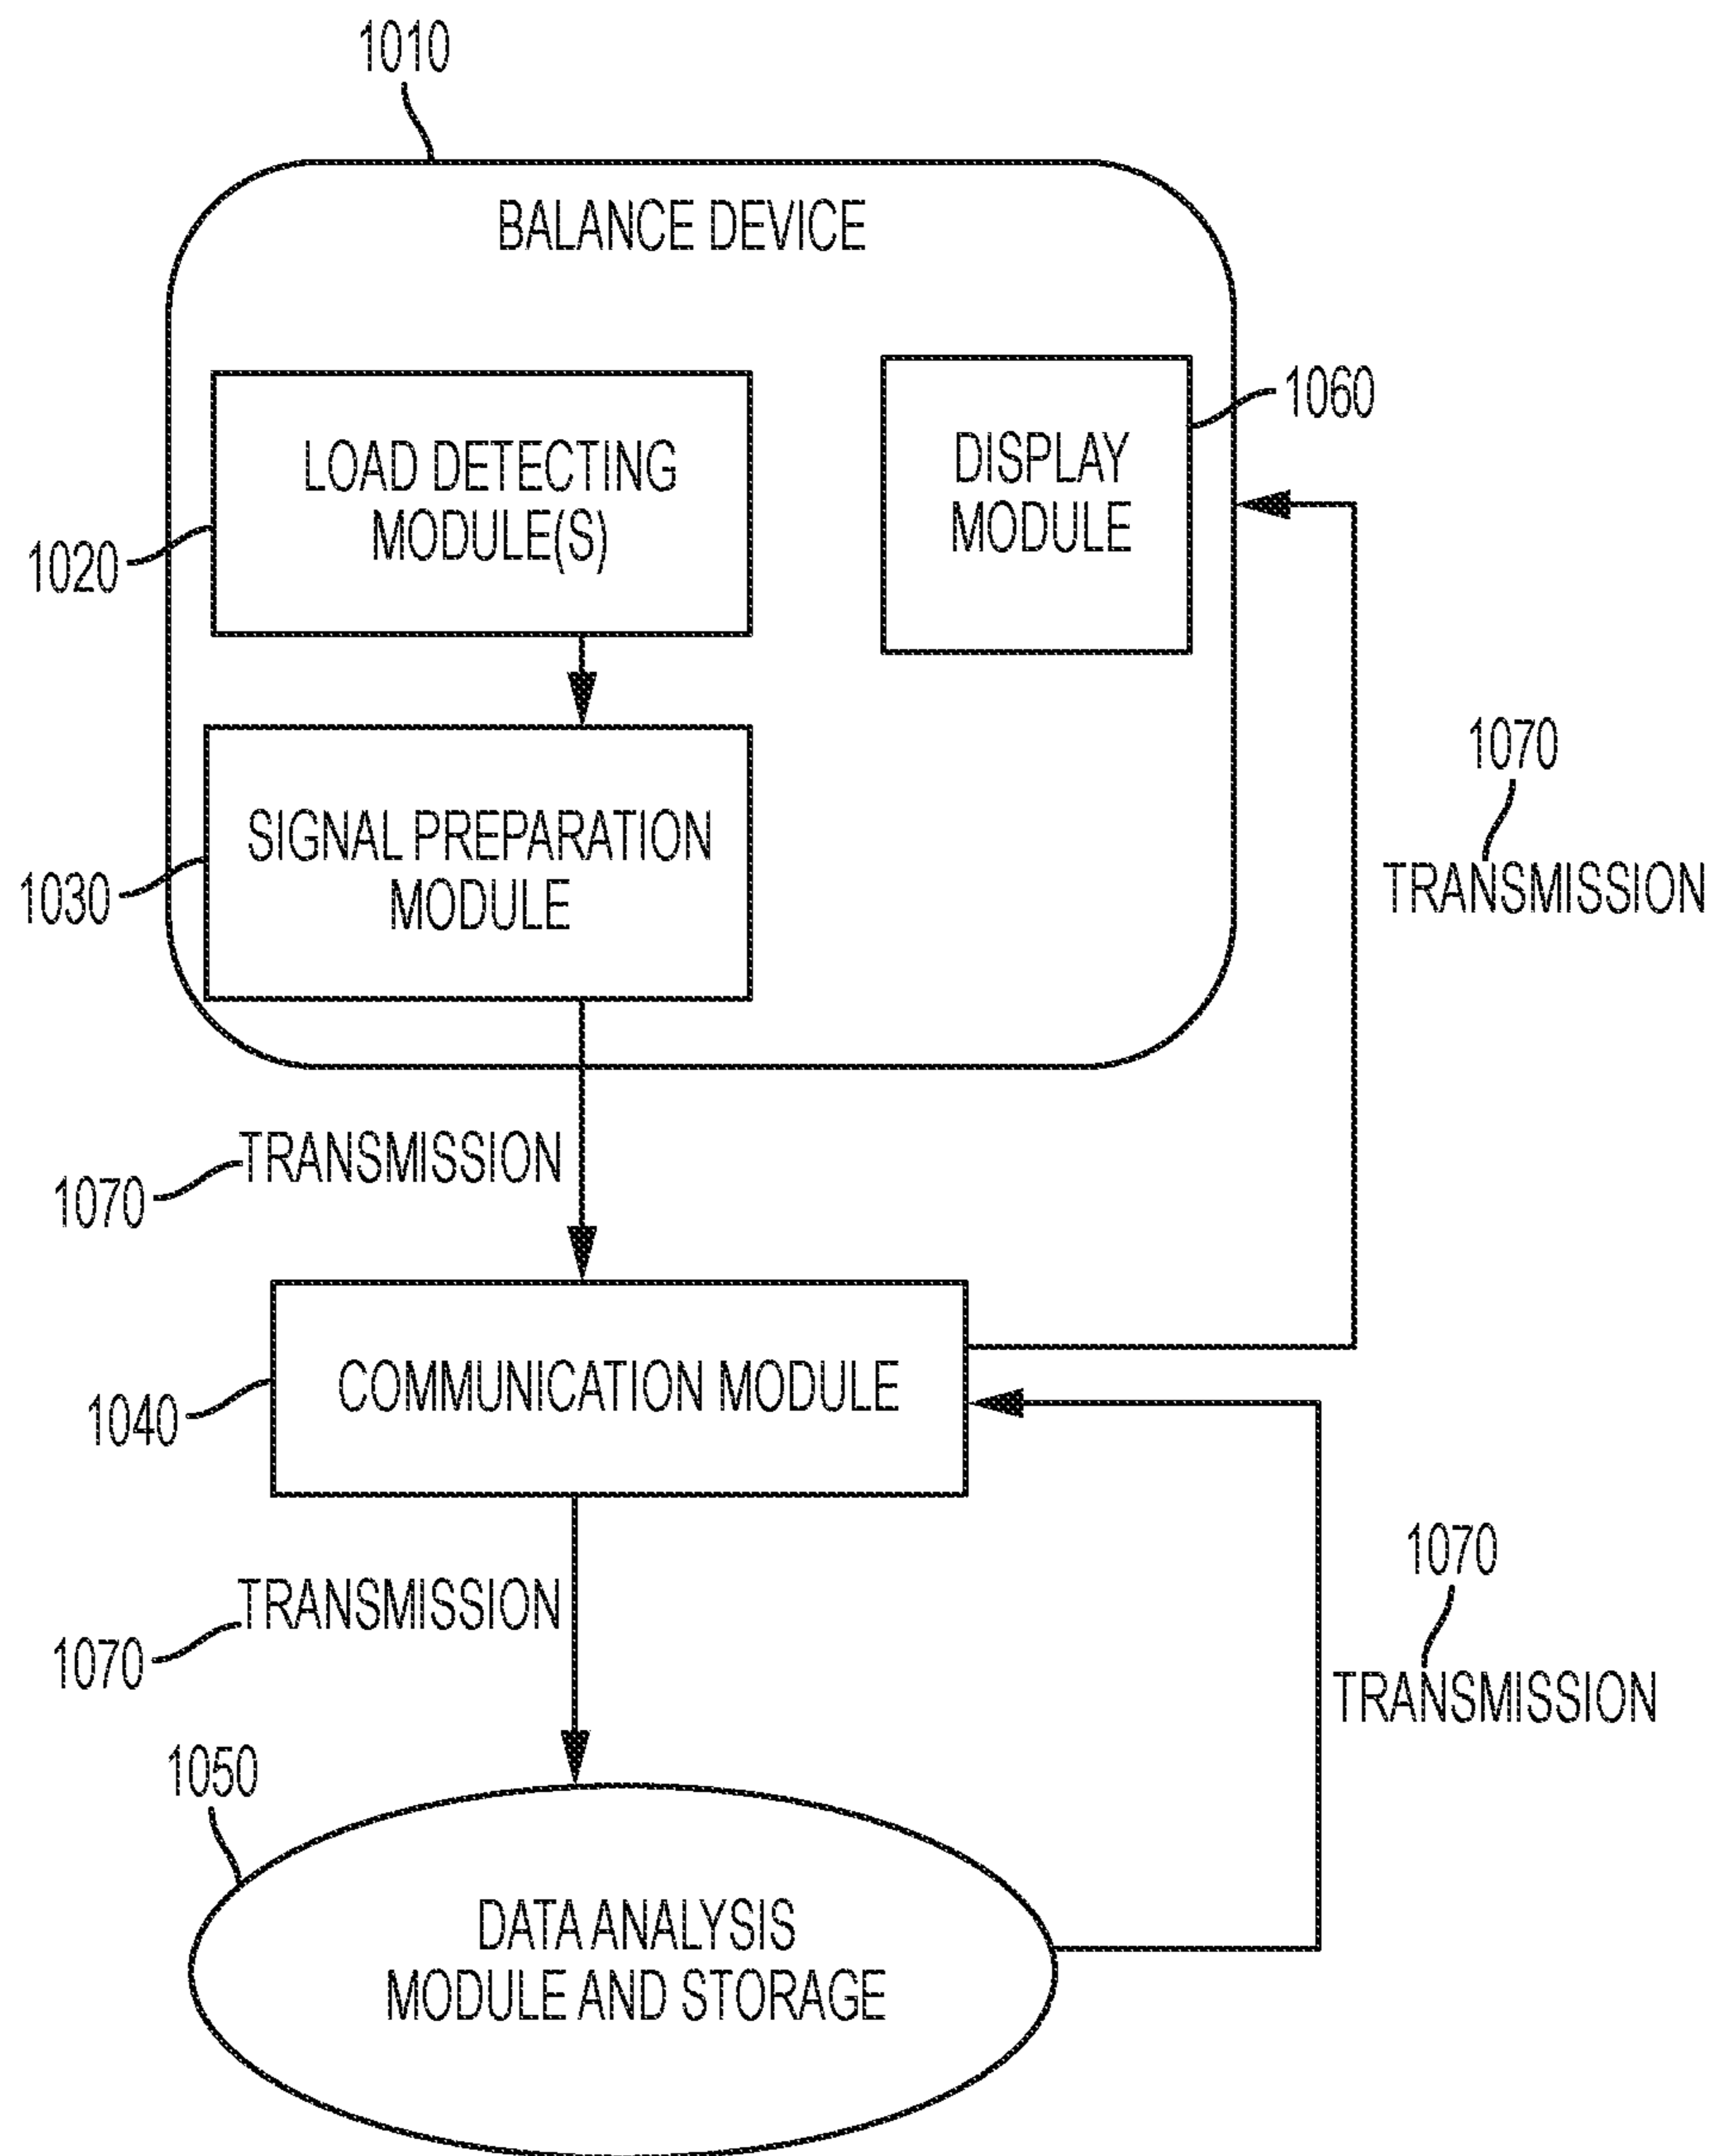 1010
BALANCE DEVICE
LOAD DETECTING
MODULE(S)
1020
DISPLAY
MODULE
1060
SIGNAL PREPARATION
MODULE
1030
1070
TRANSMISSION
TRANSMISSION
1070
COMMUNICATION MODULE
1040
TRANSMISSION
1070
1070
TRANSMISSION
1050
DATA ANALYSIS
MODULE AND STORAGE